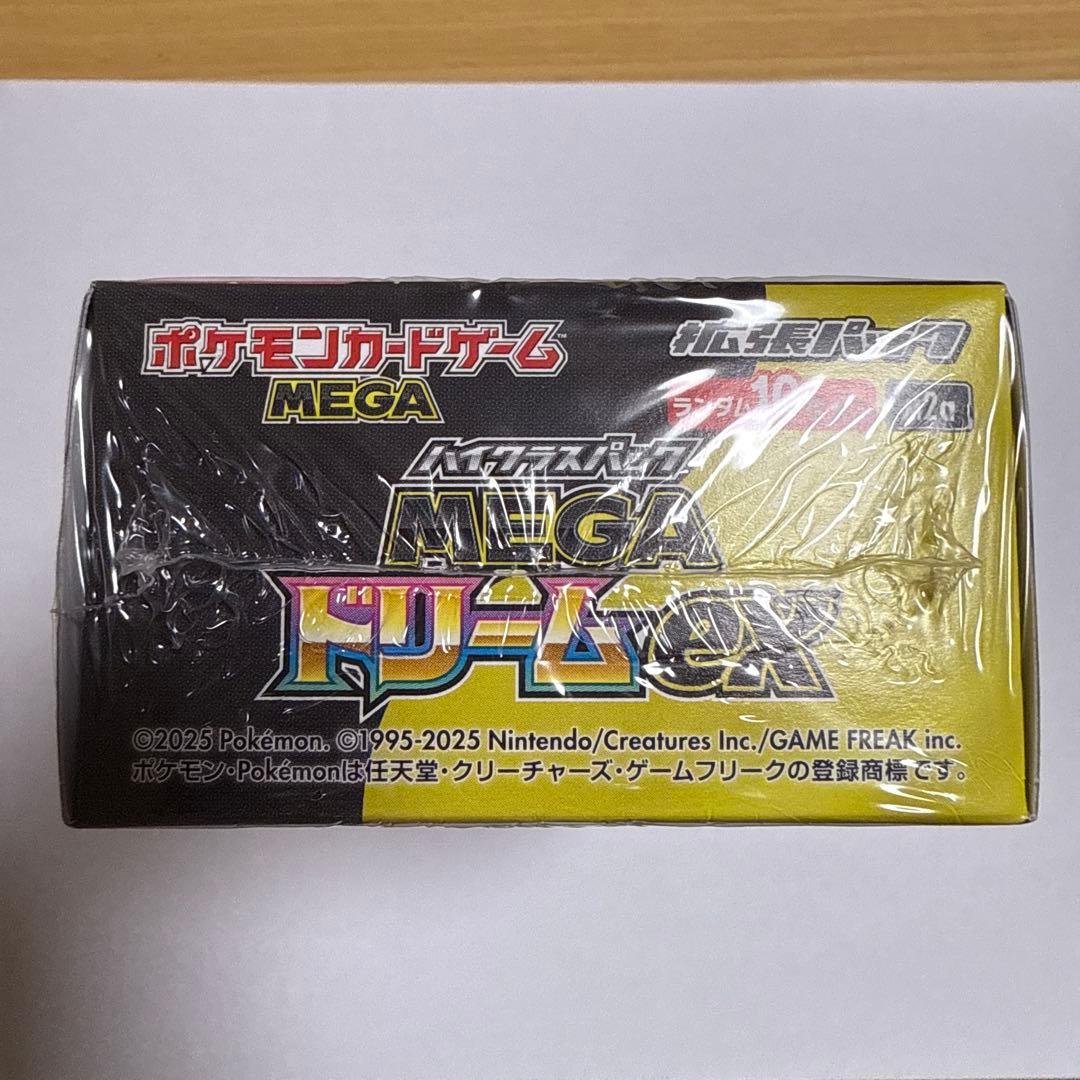 ポケモンカードゲーム™
MEGA
拡張パック
ランダム10
2a
ハイクラスパック
MEGA
ドリームex
©2025 Pokémon. ©1995-2025 Nintendo/Creatures Inc./GAME FREAK inc.
ポケモン・Pokémonは任天堂・クリーチャーズ・ゲームフリークの登録商標です。